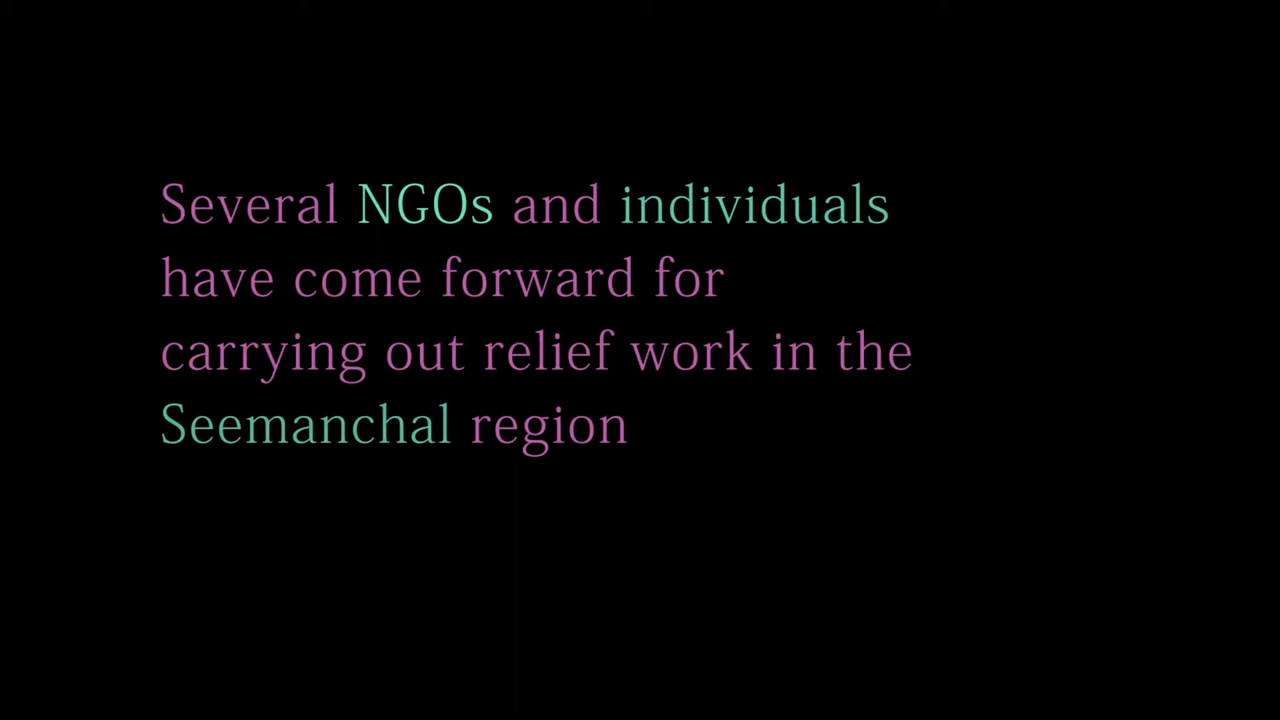 Several NGOs and individuals
have come forward for
carrying out relief work in the
Seemanchal region